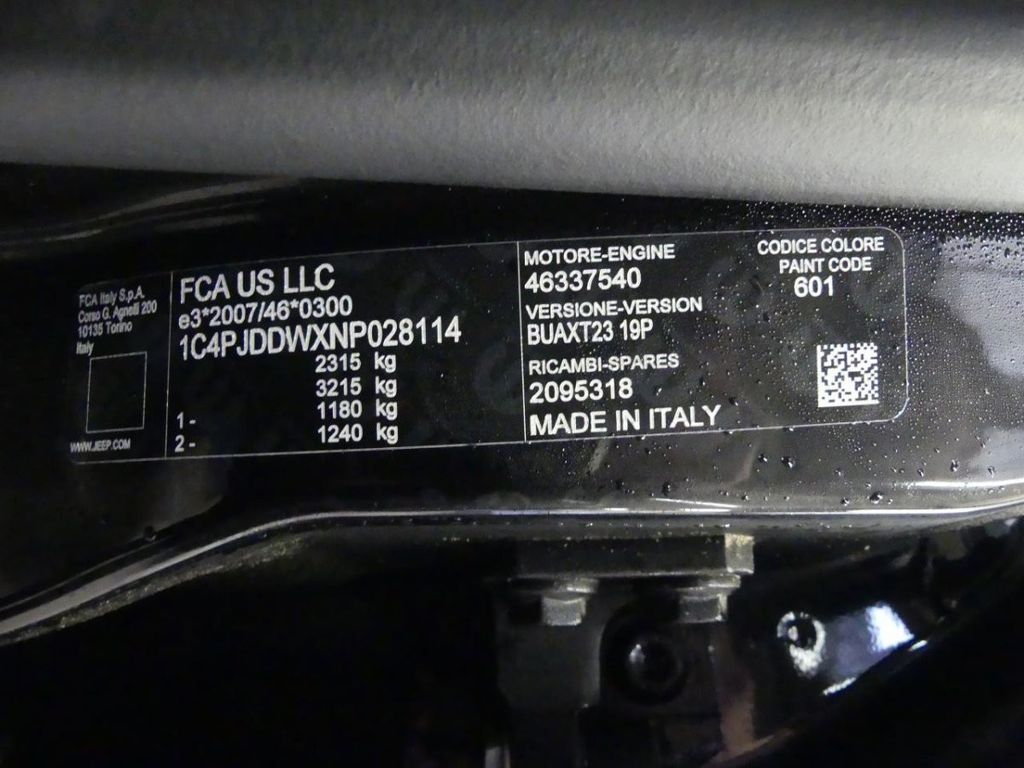 FCA Italy S.p.A.
Corso G. Agnelli 200
10135 Torino
Italy
WWW.JEEP.COM
FCA US LLC
e3*2007/46*0300
1C4PJDDWXNP028114
2315 kg
3215 kg
1 - 1180 kg
2 - 1240 kg
MOTORE-ENGINE
46337540
VERSIONE-VERSION
BUAXT23 19P
RICAMBI-SPARES
2095318
MADE IN ITALY
CODICE COLORE
PAINT CODE
601